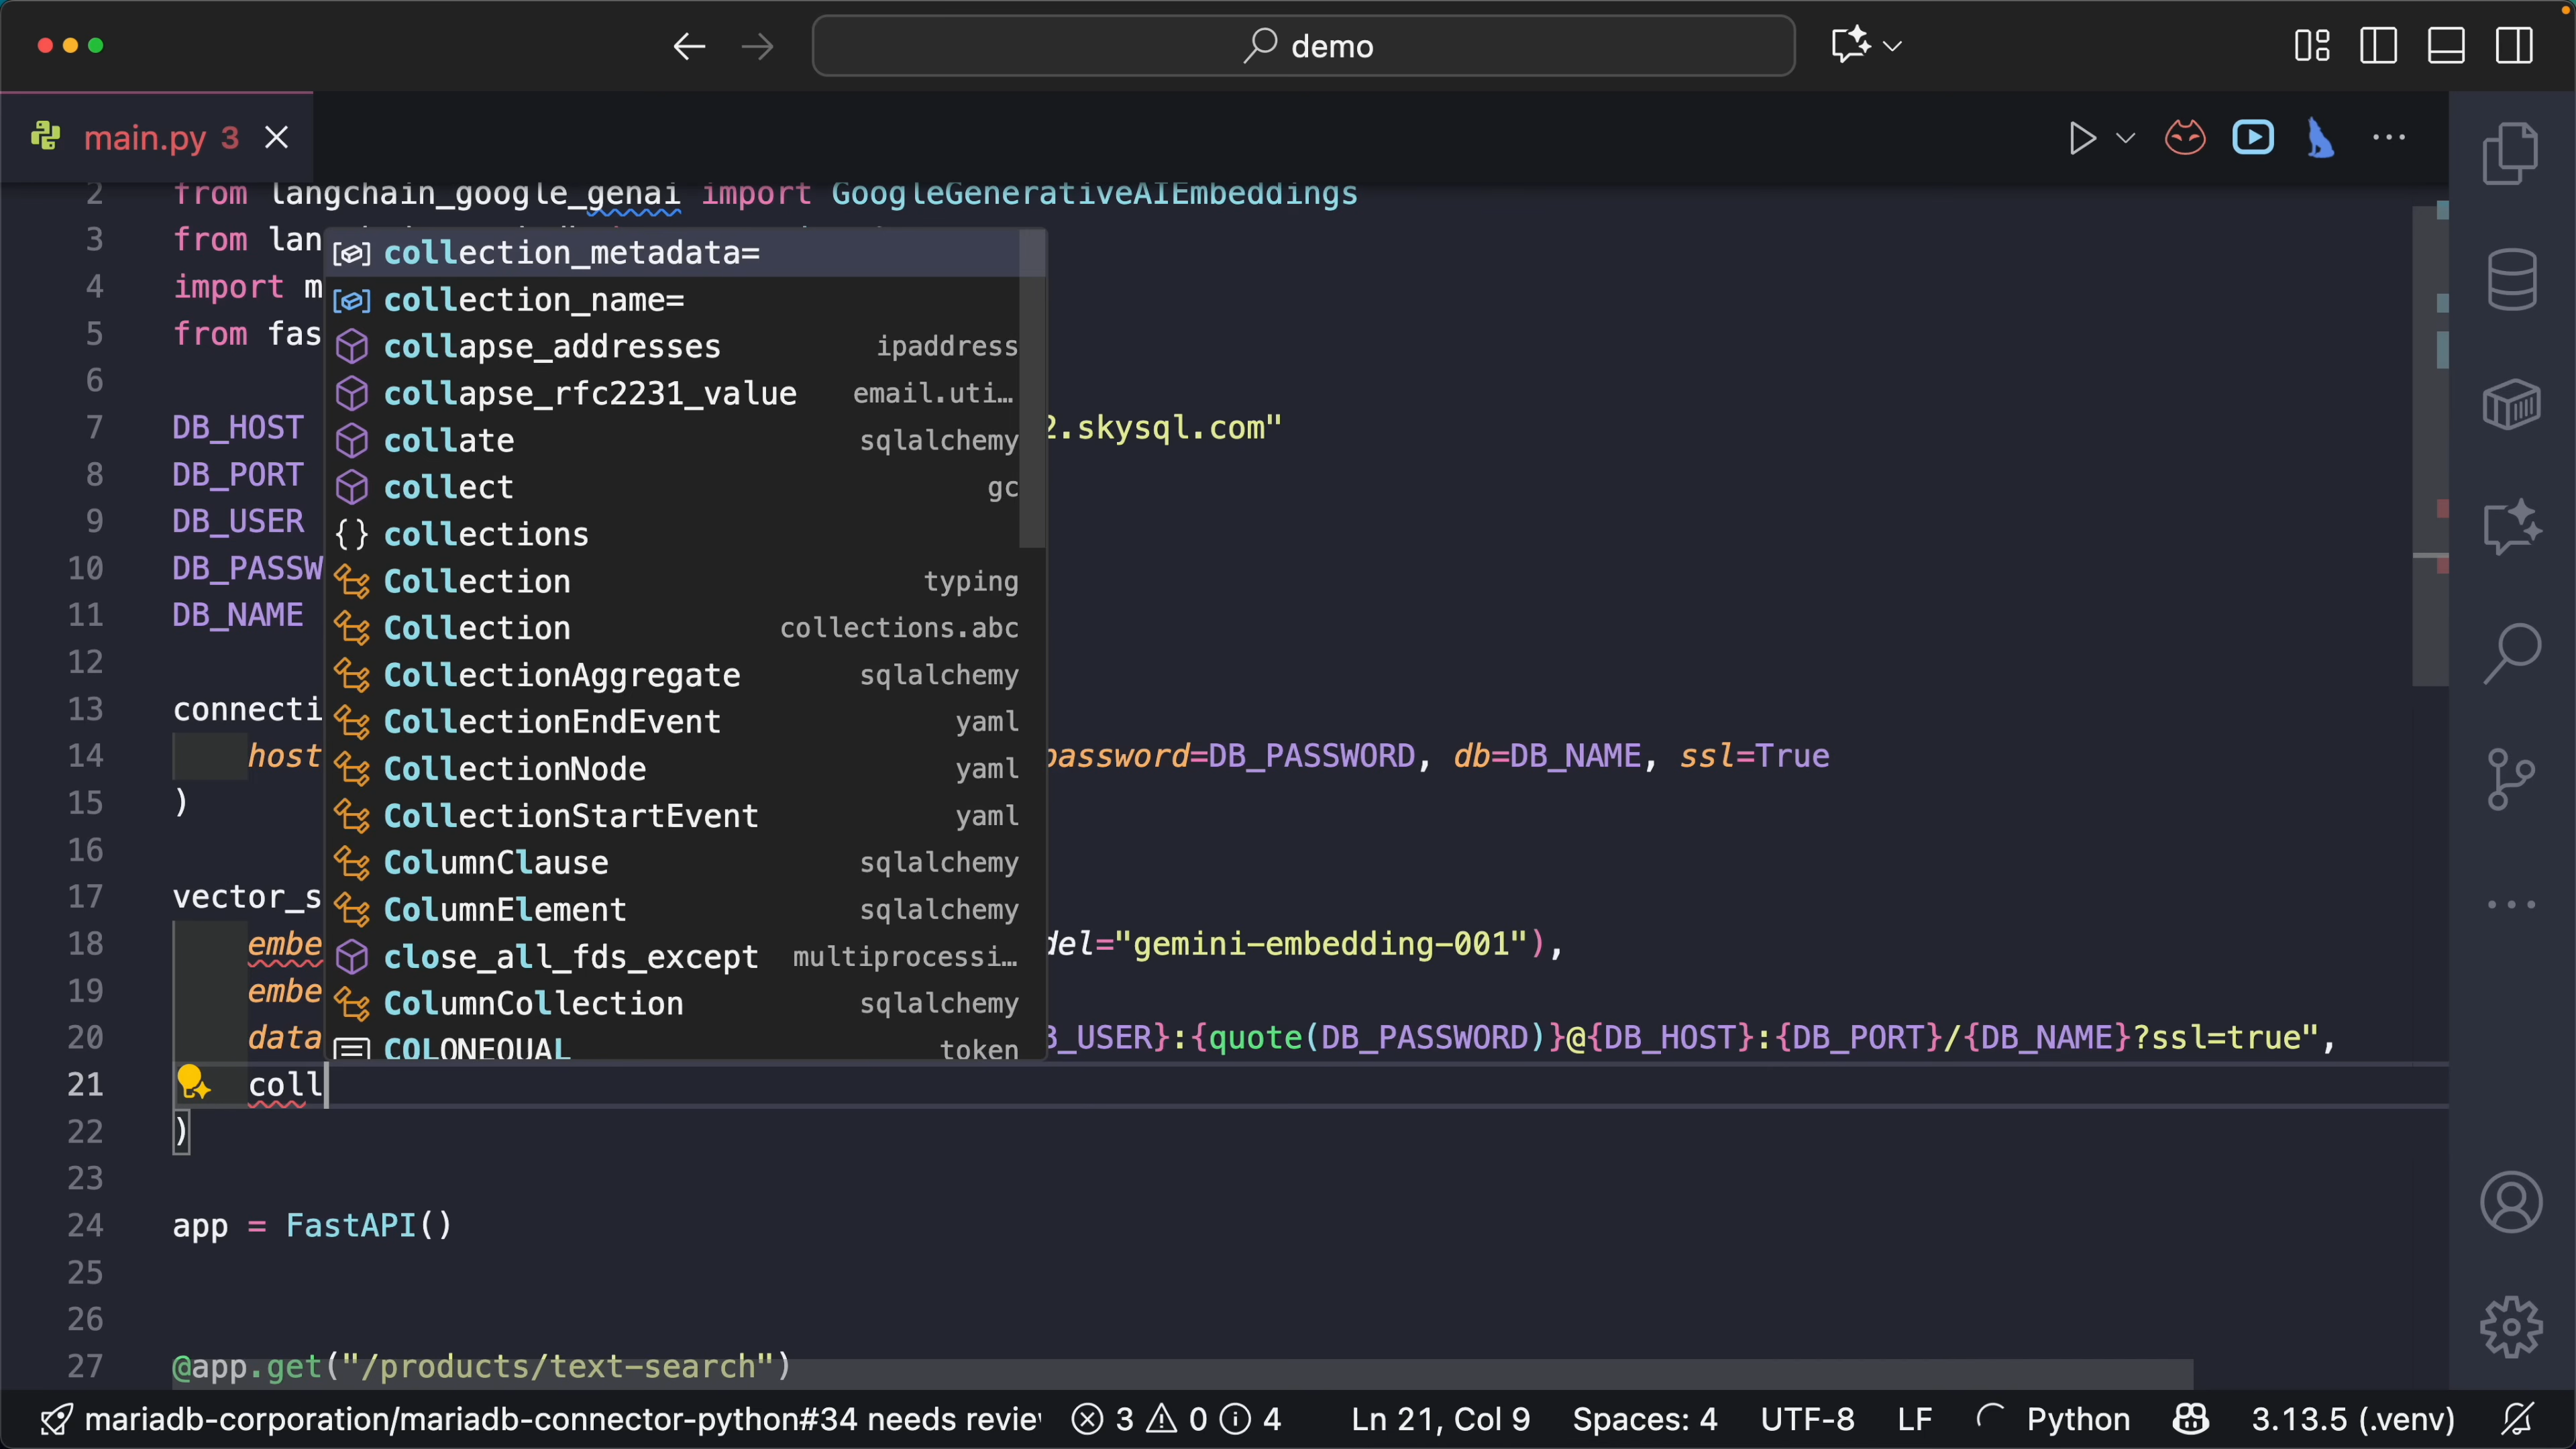 demo
main.py 3
2 from langchain_google_genai import GoogleGenerativeAIEmbeddings
3 from lan
4 import m
5 from fas
6
7 DB_HOST 2.skysql.com"
8 DB_PORT
9 DB_USER
10 DB_PASSW
11 DB_NAME
12
13 connecti
14 host password=DB_PASSWORD, db=DB_NAME, ssl=True
15 )
16
17 vector_s
18 embe del="gemini-embedding-001"),
19 embe
20 data B_USER}:{quote(DB_PASSWORD)}@{DB_HOST}:{DB_PORT}/{DB_NAME}?ssl=true",
21 coll
22 )
23
24 app = FastAPI()
25
26
27 @app.get("/products/text-search")
collection_metadata=
collection_name=
collapse_addresses ipaddress
collapse_rfc2231_value email.uti…
collate sqlalchemy
collect gc
collections
Collection typing
Collection collections.abc
CollectionAggregate sqlalchemy
CollectionEndEvent yaml
CollectionNode yaml
CollectionStartEvent yaml
ColumnClause sqlalchemy
ColumnElement sqlalchemy
close_all_fds_except multiprocessi…
ColumnCollection sqlalchemy
COLONEQUAL token
mariadb-corporation/mariadb-connector-python#34 needs review 3 0 4 Ln 21, Col 9 Spaces: 4 UTF-8 LF Python 3.13.5 (.venv)